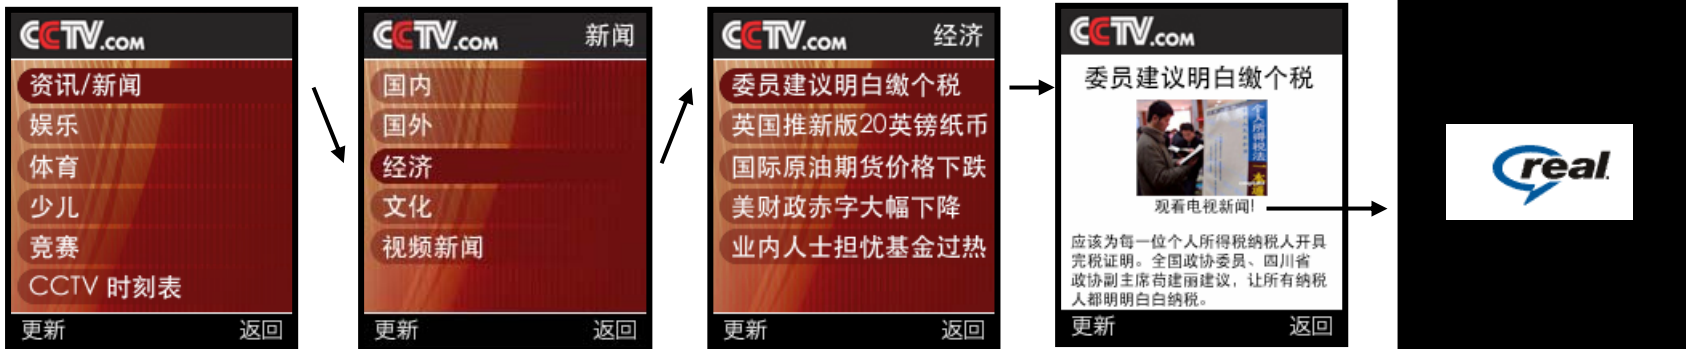 CCTV.COM
资讯/新闻
娱乐
体育
少儿
竞赛
CCTV 时刻表
更新 返回
CCTV.COM 新闻
国内
国外
经济
文化
视频新闻
更新 返回
CCTV.COM 经济
委员建议明白缴个税
英国推新版20英镑纸币
国际原油期货价格下跌
美财政赤字大幅下降
业内人士担忧基金过热
更新 返回
CCTV.COM
委员建议明白缴个税
个人所得税法
一本通
观看电视新闻!
应该为每一位个人所得税纳税人开具
完税证明。全国政协委员、四川省
政协副主席苟建丽建议，让所有纳税
人都明明白白纳税。
更新 返回
real